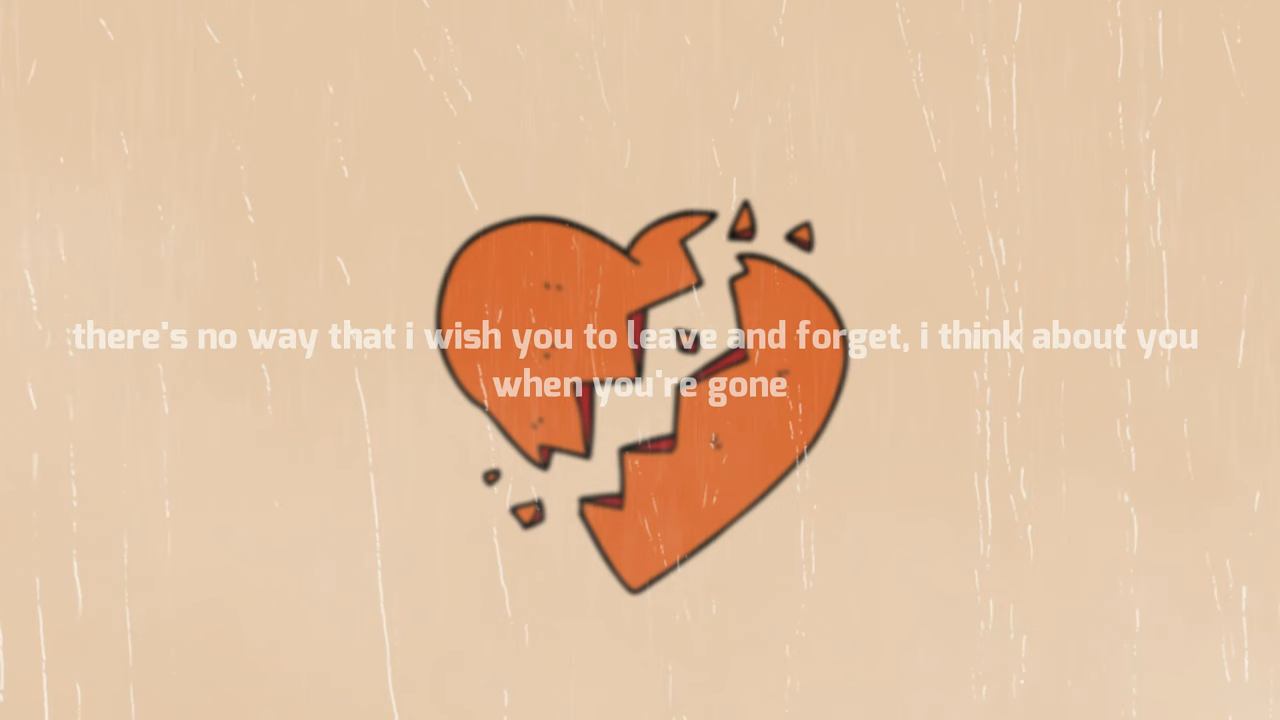 there's no way that i wish you to leave and forget, i think about you
when you're gone